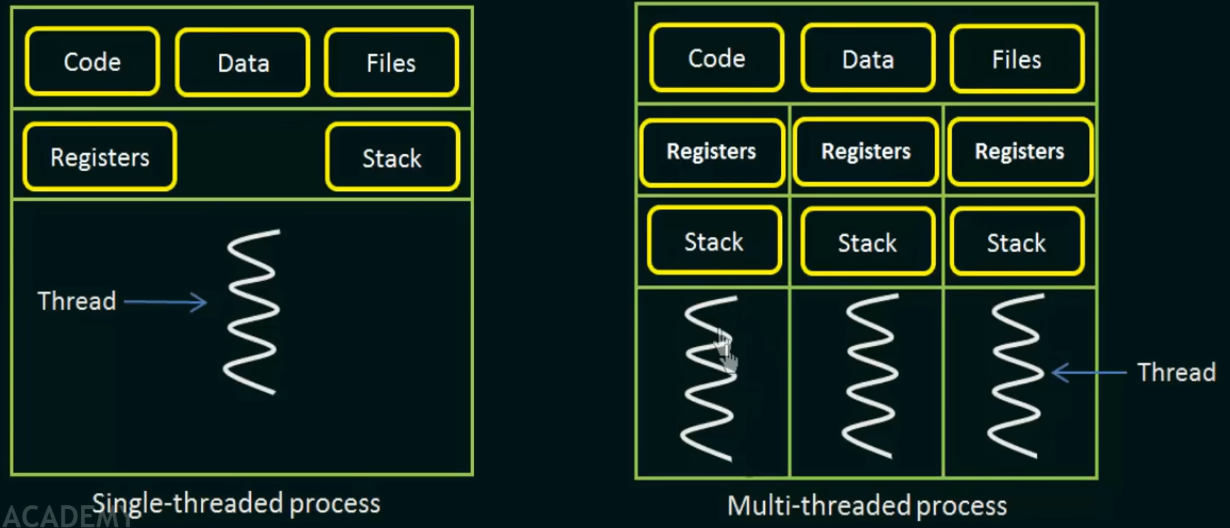 Code Data Files
Registers Stack
Thread
Single-threaded process
ACADEMY
Code Data Files
Registers Registers Registers
Stack Stack Stack
Thread
Multi-threaded process